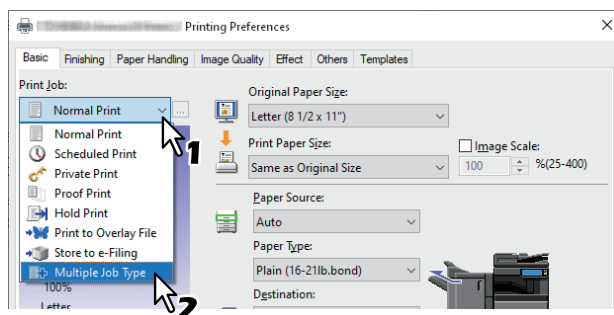 Printing Preferences
Basic Finishing Paper Handling Image Quality Effect Others Templates
Print Job:
Normal Print ...
1
Normal Print
Scheduled Print
Private Print
Proof Print
Hold Print
Print to Overlay File
Store to e-Filing
Multiple Job Type
2
100%
Letter
Original Paper Size:
Letter (8 1/2 x 11")
Print Paper Size:
Same as Original Size
Image Scale:
100 %(25-400)
Paper Source:
Auto
Paper Type:
Plain (16-21lb.bond)
Destination: